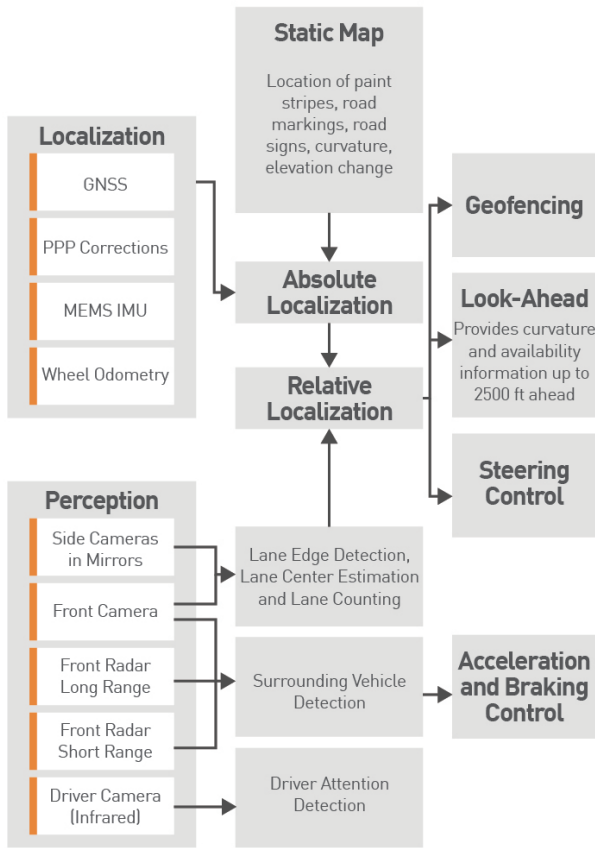 Static Map
Location of paint
stripes, road
markings, road
signs, curvature,
elevation change
Localization
GNSS
PPP Corrections
MEMS IMU
Wheel Odometry
Absolute
Localization
Relative
Localization
Geofencing
Look-Ahead
Provides curvature
and availability
information up to
2500 ft ahead
Steering
Control
Perception
Side Cameras
in Mirrors
Front Camera
Front Radar
Long Range
Front Radar
Short Range
Driver Camera
(Infrared)
Lane Edge Detection,
Lane Center Estimation
and Lane Counting
Surrounding Vehicle
Detection
Driver Attention
Detection
Acceleration
and Braking
Control